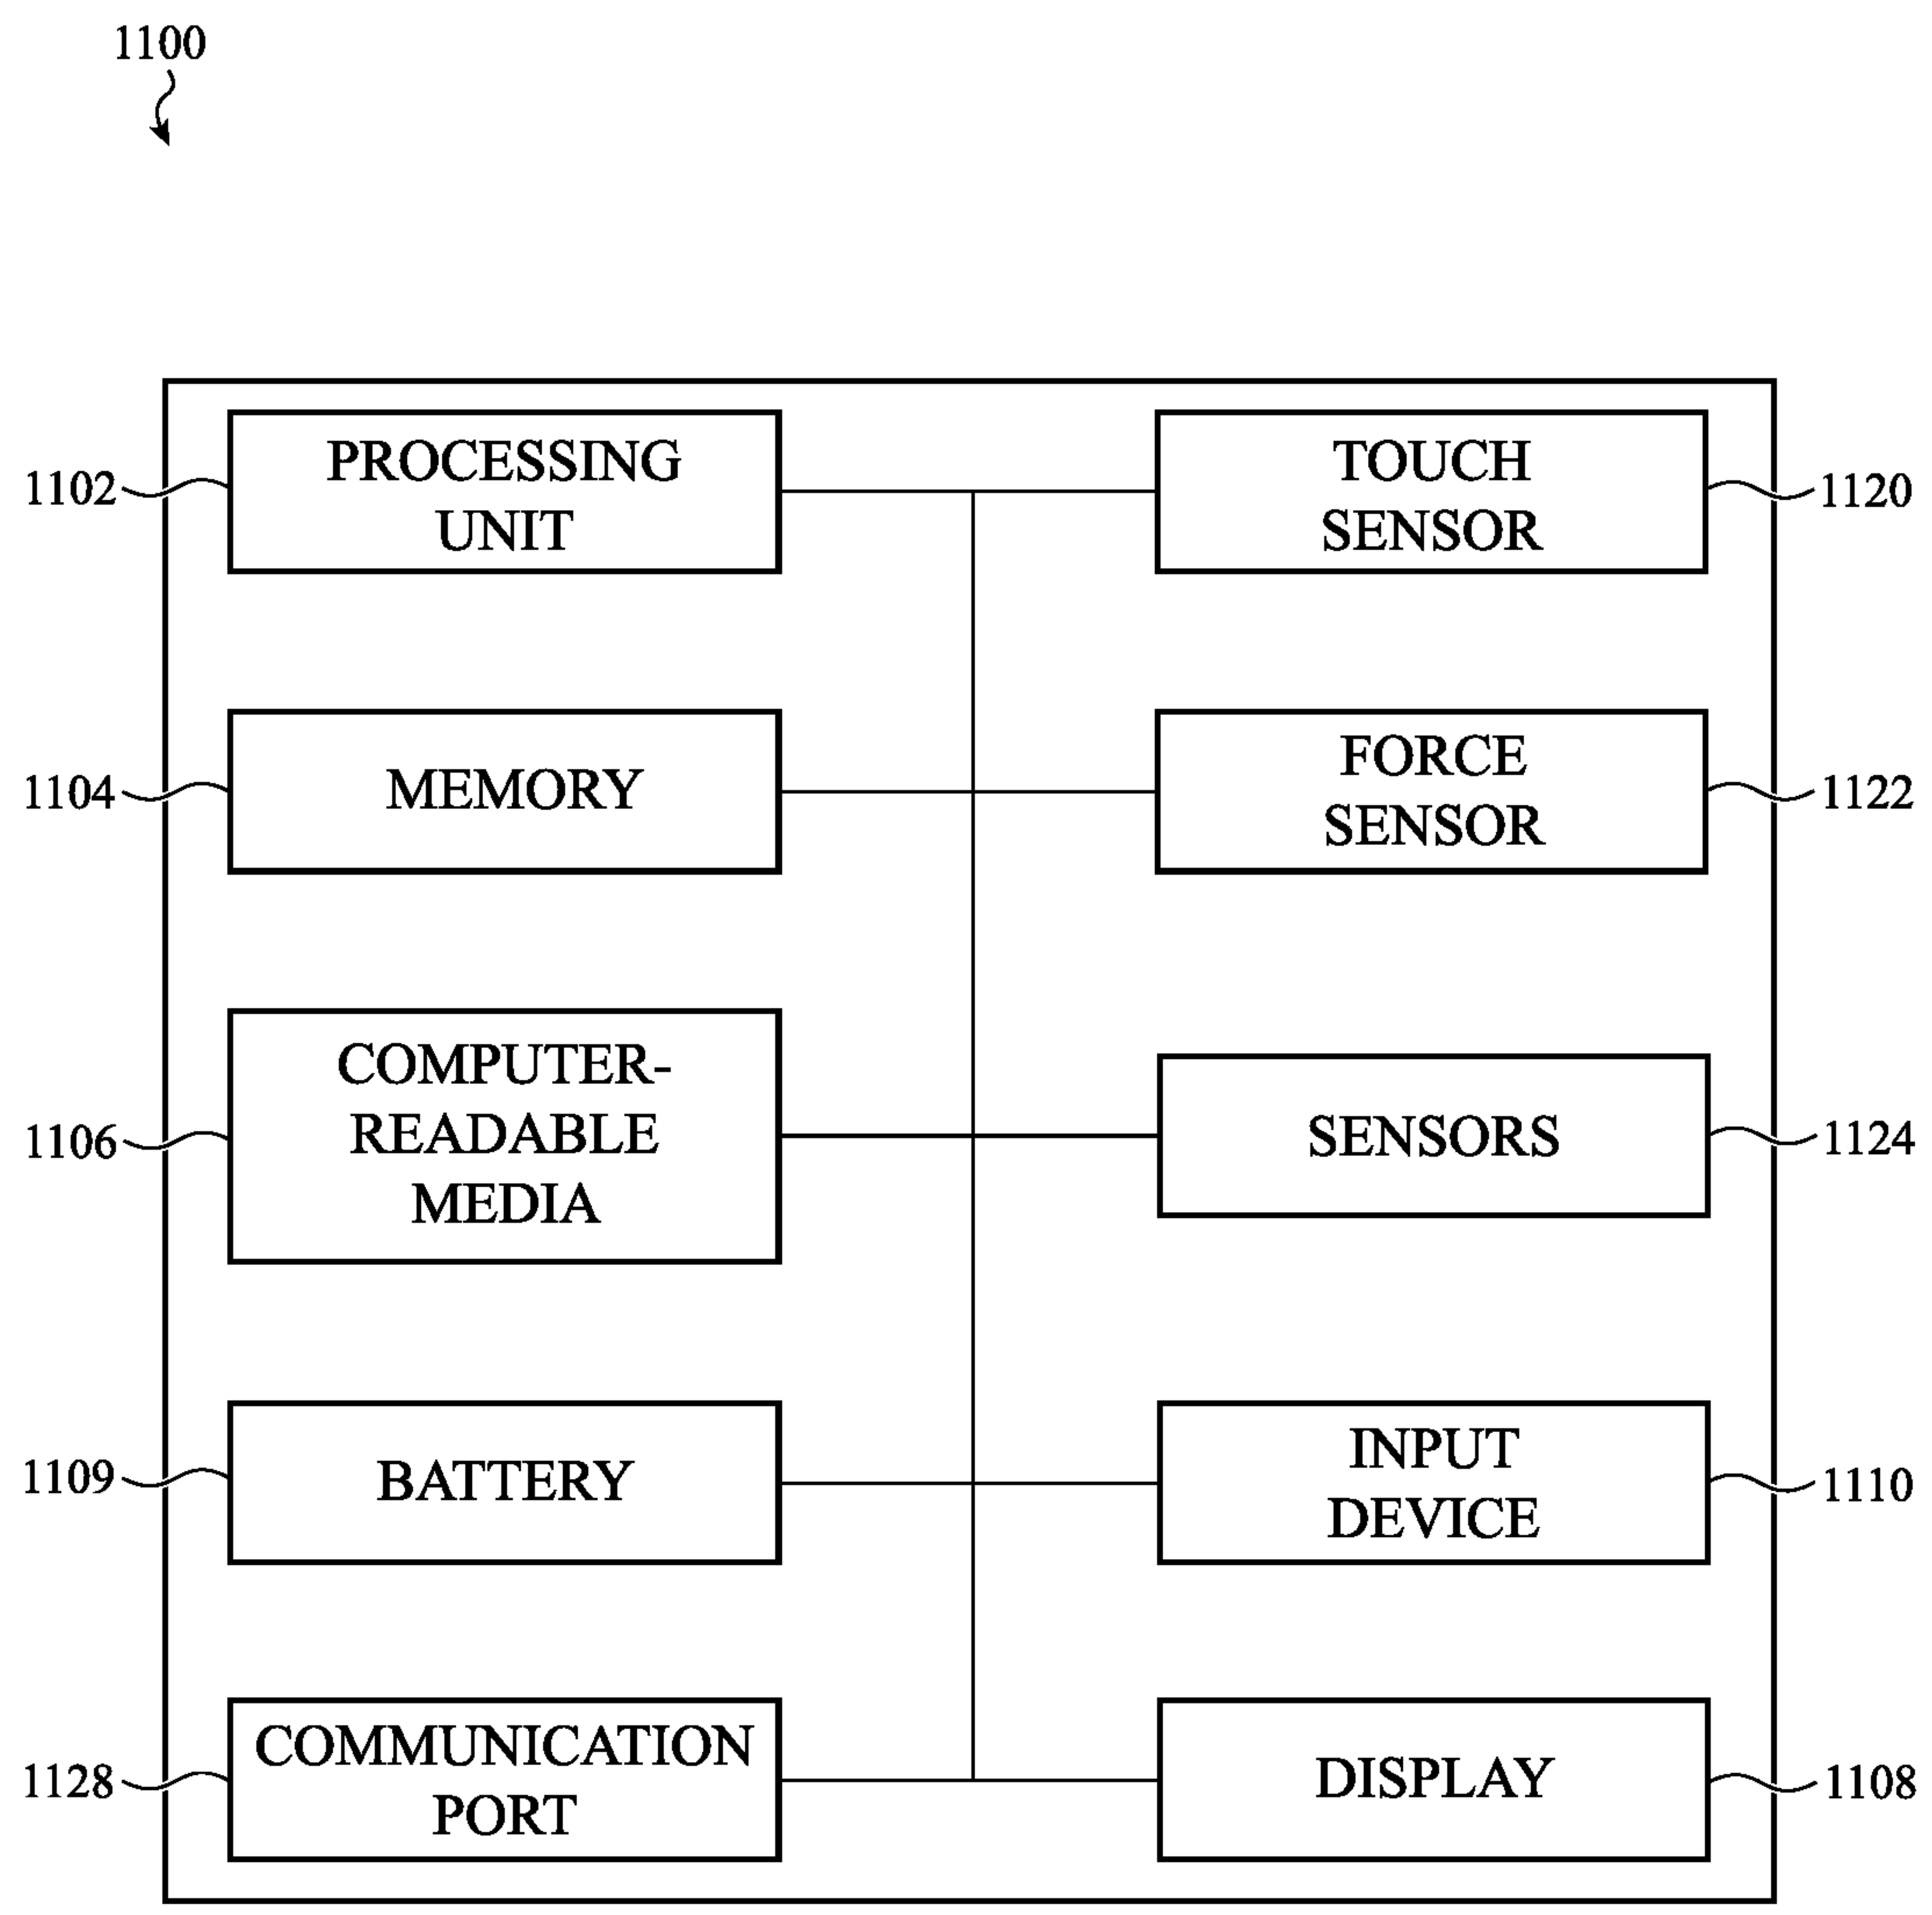 1100
1102
PROCESSING
UNIT
TOUCH
SENSOR
1120
1104
MEMORY
FORCE
SENSOR
1122
1106
COMPUTER-
READABLE
MEDIA
SENSORS
1124
1109
BATTERY
INPUT
DEVICE
1110
1128
COMMUNICATION
PORT
DISPLAY
1108